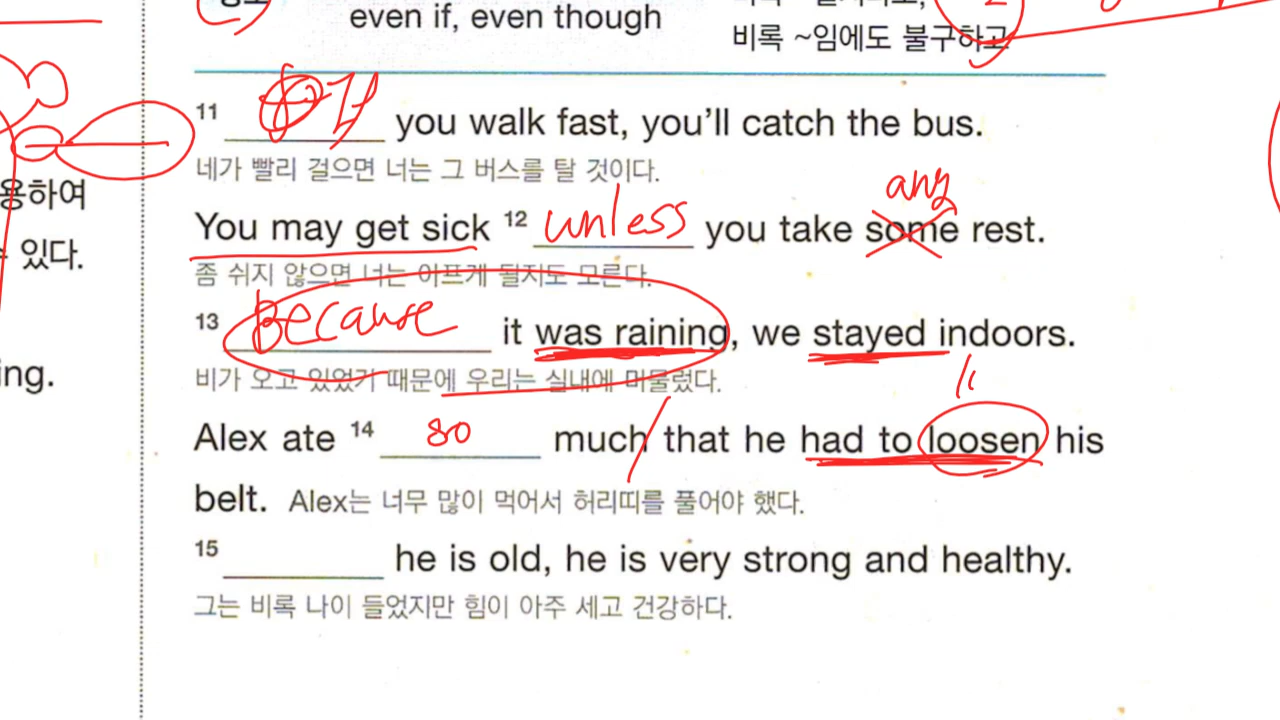 even if, even though
비록 ~임에도 불구하고
11 If you walk fast, you'll catch the bus.
네가 빨리 걸으면 너는 그 버스를 탈 것이다.
any
용하여
You may get sick 12 unless you take some rest.
있다.
좀 쉬지 않으면 너는 아프게 될지도 모른다.
13 Because it was raining, we stayed indoors.
ing.
비가 오고 있었기 때문에 우리는 실내에 머물렀다.
Alex ate 14 so much that he had to loosen his
belt. Alex는 너무 많이 먹어서 허리띠를 풀어야 했다.
15 he is old, he is very strong and healthy.
그는 비록 나이 들었지만 힘이 아주 세고 건강하다.